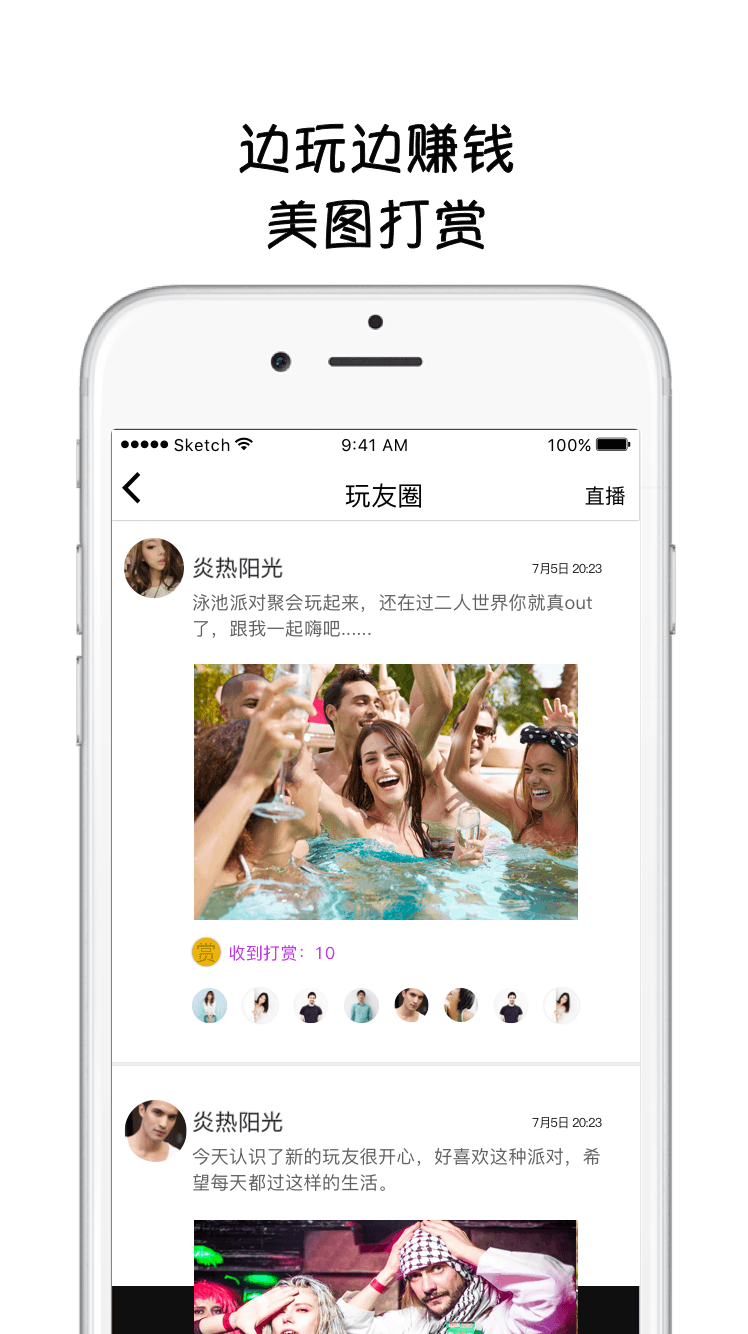 边玩边赚钱
美图打赏
Sketch 9:41 AM 100%
玩友圈 直播
炎热阳光 7月5日 20:23
泳池派对聚会玩起来，还在过二人世界你就真out
了，跟我一起嗨吧......
赏 收到打赏：10
炎热阳光 7月5日 20:23
今天认识了新的玩友很开心，好喜欢这种派对，希
望每天都过这样的生活。